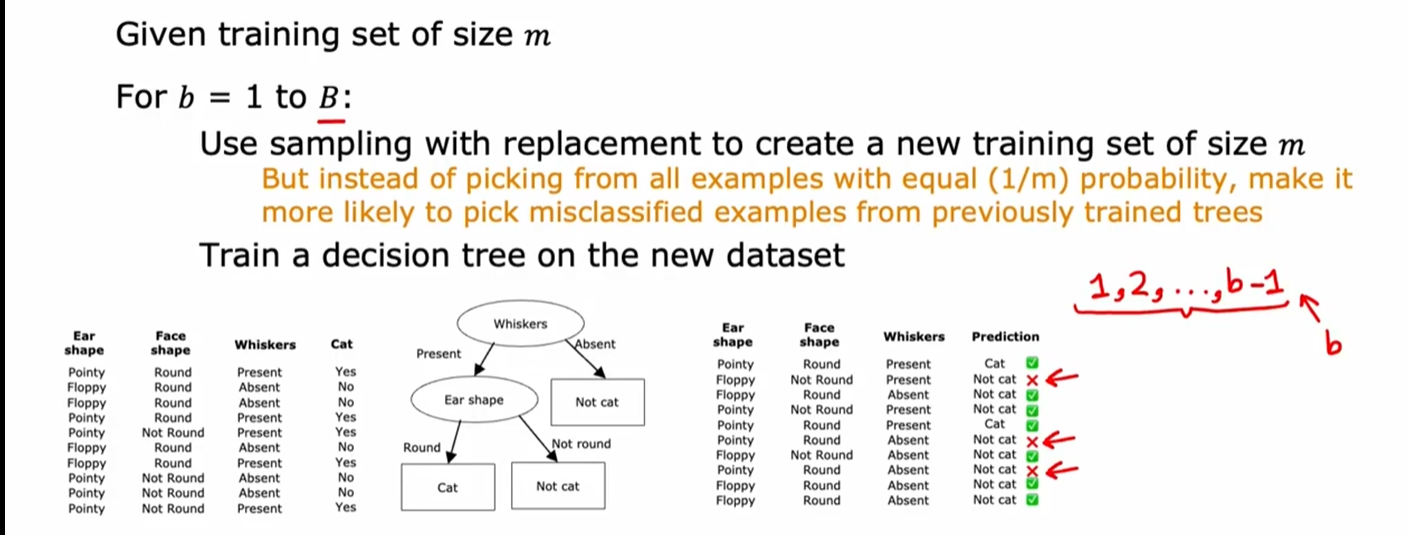 Given training set of size m
For b = 1 to B:
Use sampling with replacement to create a new training set of size m
But instead of picking from all examples with equal (1/m) probability, make it
more likely to pick misclassified examples from previously trained trees
Train a decision tree on the new dataset
1,2,...,b-1
b
Ear shape Face shape Whiskers Cat
Pointy Round Present Yes
Floppy Round Absent No
Floppy Round Absent No
Pointy Round Present Yes
Pointy Not Round Present Yes
Floppy Round Absent No
Floppy Round Present Yes
Pointy Not Round Absent No
Pointy Not Round Absent No
Pointy Not Round Present Yes
Whiskers
Present Absent
Ear shape Not cat
Round Not round
Cat Not cat
Ear shape Face shape Whiskers Prediction
Pointy Round Present Cat ✅
Floppy Not Round Present Not cat ✗
Floppy Round Absent Not cat ✅
Pointy Not Round Present Not cat ✅
Pointy Round Present Cat ✅
Pointy Round Absent Not cat ✗
Floppy Not Round Absent Not cat ✅
Pointy Round Absent Not cat ✗
Floppy Round Absent Not cat ✅
Floppy Round Absent Not cat ✅